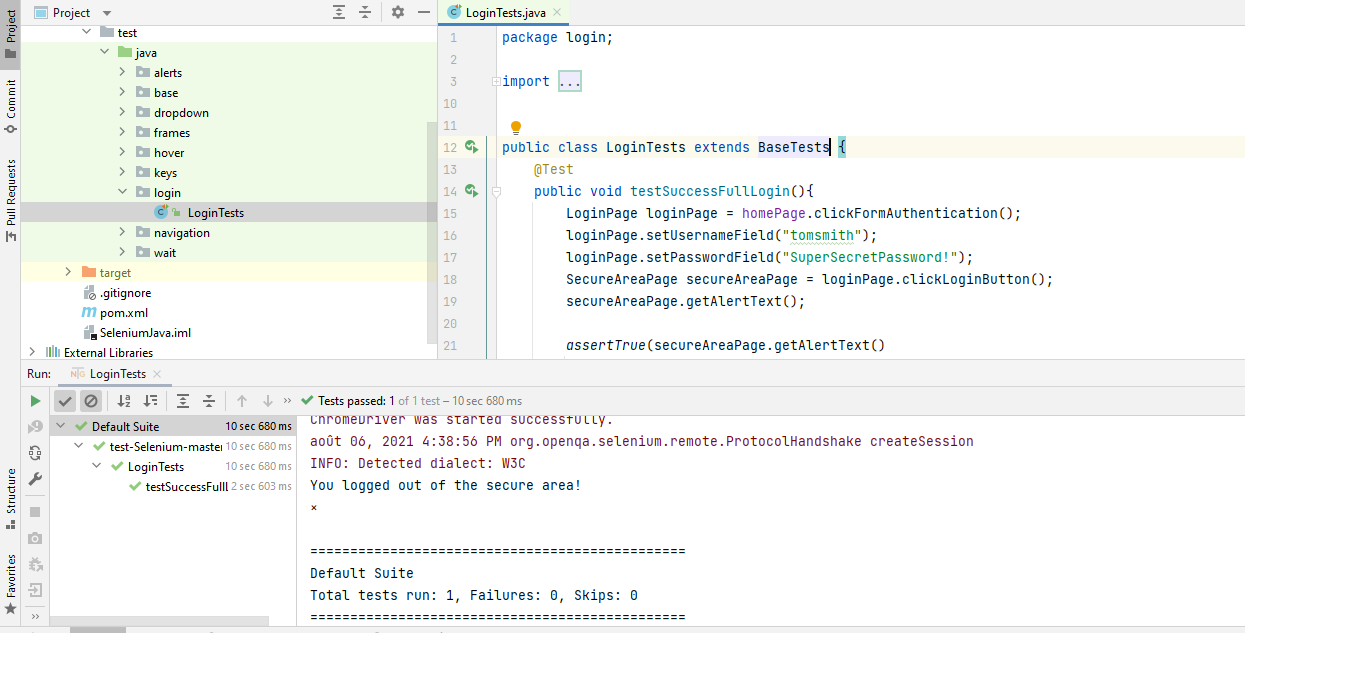 Project
LoginTests.java
Project
Commit
Pull Requests
Structure
Favorites
test
java
alerts
base
dropdown
frames
hover
keys
login
LoginTests
navigation
wait
target
.gitignore
pom.xml
SeleniumJava.iml
External Libraries
1 package login;
2
3 import ...
10
11
12 public class LoginTests extends BaseTests {
13 @Test
14 public void testSuccessFullLogin(){
15 LoginPage loginPage = homePage.clickFormAuthentication();
16 loginPage.setUsernameField("tomsmith");
17 loginPage.setPasswordField("SuperSecretPassword!");
18 SecureAreaPage secureAreaPage = loginPage.clickLoginButton();
19 secureAreaPage.getAlertText();
20
21 assertTrue(secureAreaPage.getAlertText()
Run: LoginTests
Tests passed: 1 of 1 test – 10 sec 680 ms
Default Suite 10 sec 680 ms
test-Selenium-master 10 sec 680 ms
LoginTests 10 sec 680 ms
testSuccessFullL 2 sec 603 ms
ChromeDriver was started successfully.
août 06, 2021 4:38:56 PM org.openqa.selenium.remote.ProtocolHandshake createSession
INFO: Detected dialect: W3C
You logged out of the secure area!
×
===============================================
Default Suite
Total tests run: 1, Failures: 0, Skips: 0
===============================================